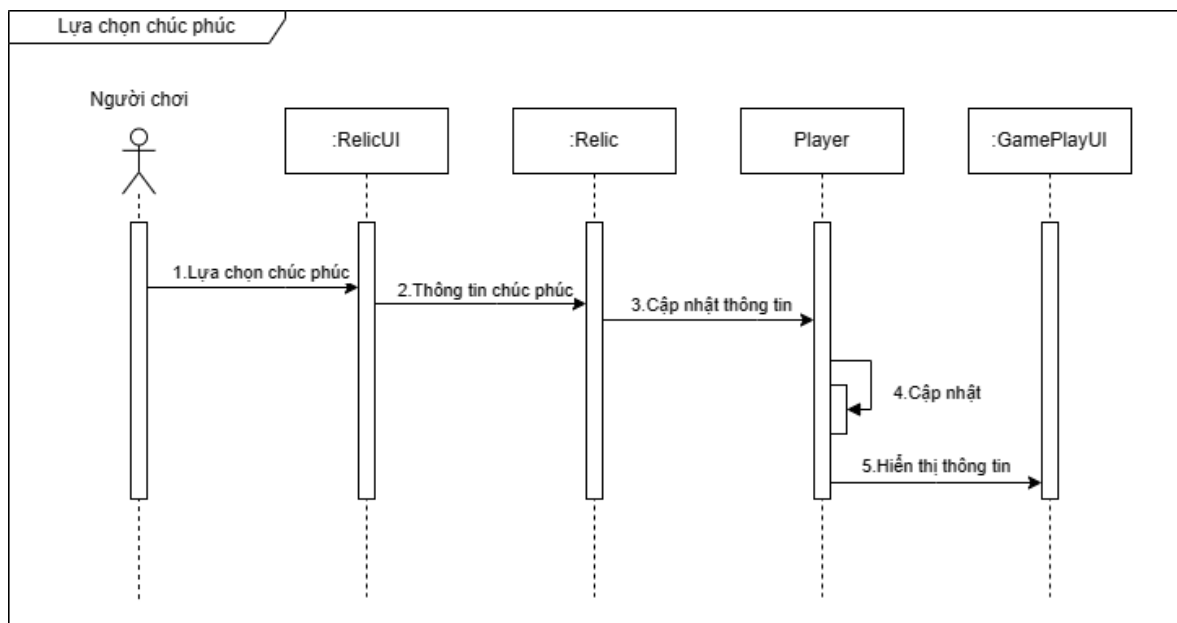 Lựa chọn chúc phúc
Người chơi
:RelicUI
:Relic
Player
:GamePlayUI
1.Lựa chọn chúc phúc
2.Thông tin chúc phúc
3.Cập nhật thông tin
4.Cập nhật
5.Hiển thị thông tin